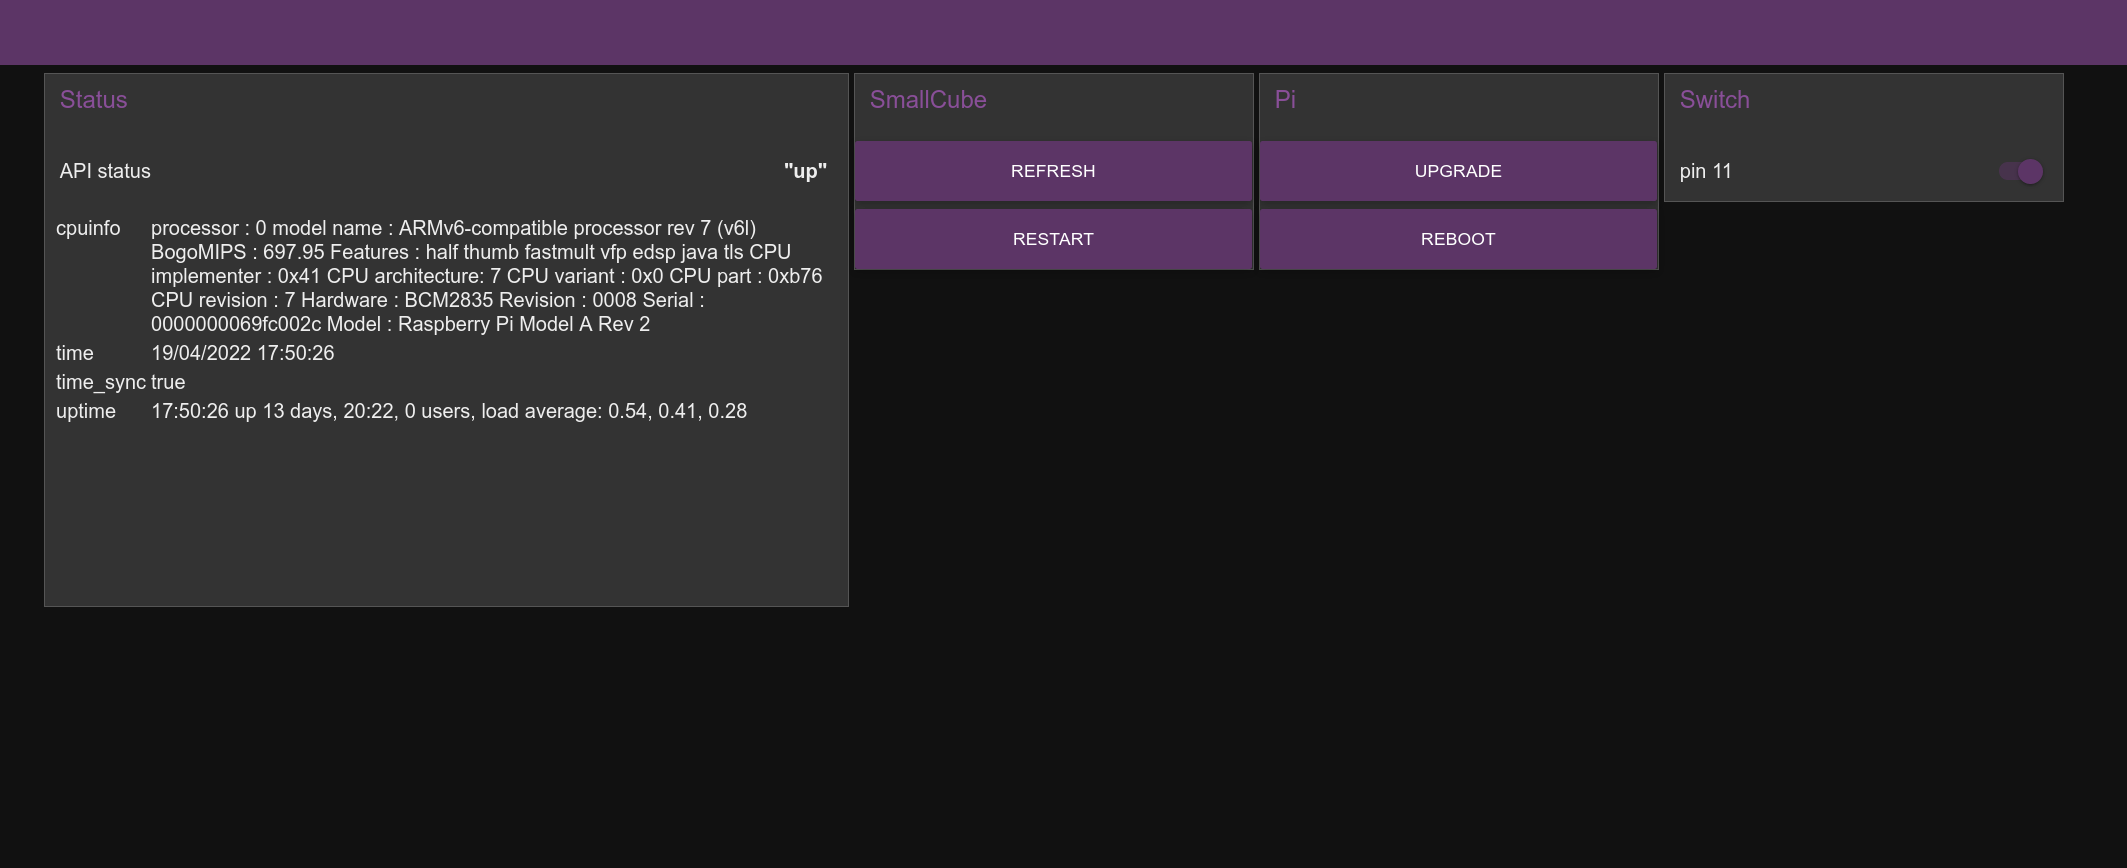 Status
API status "up"
cpuinfo processor : 0 model name : ARMv6-compatible processor rev 7 (v6l)
BogoMIPS : 697.95 Features : half thumb fastmult vfp edsp java tls CPU
implementer : 0x41 CPU architecture: 7 CPU variant : 0x0 CPU part : 0xb76
CPU revision : 7 Hardware : BCM2835 Revision : 0008 Serial :
0000000069fc002c Model : Raspberry Pi Model A Rev 2
time 19/04/2022 17:50:26
time_sync true
uptime 17:50:26 up 13 days, 20:22, 0 users, load average: 0.54, 0.41, 0.28
SmallCube
REFRESH
RESTART
Pi
UPGRADE
REBOOT
Switch
pin 11